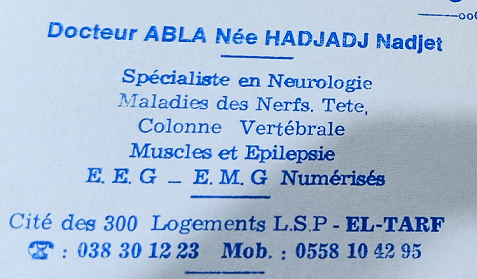 Docteur ABLA Née HADJADJ Nadjet
Spécialiste en Neurologie
Maladies des Nerfs. Tete,
Colonne Vertébrale
Muscles et Epilepsie
E. E. G _ E. M. G Numérisés
Cité des 300 Logements L.S.P - EL-TARF
☎ : 038 30 12 23 Mob. : 0558 10 42 95